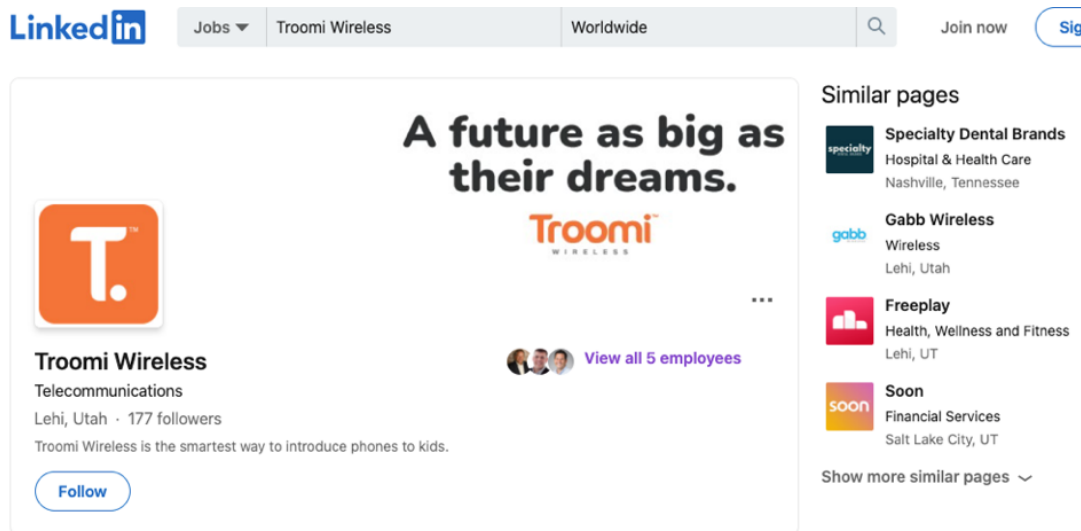 LinkedIn Jobs Troomi Wireless Worldwide Join now
A future as big as
their dreams.
Troomi™
WIRELESS
T.™
Troomi Wireless
Telecommunications
Lehi, Utah · 177 followers
Troomi Wireless is the smartest way to introduce phones to kids.
Follow
View all 5 employees
Similar pages
specialty
Specialty Dental Brands
Hospital & Health Care
Nashville, Tennessee
gabb
Gabb Wireless
Wireless
Lehi, Utah
Freeplay
Health, Wellness and Fitness
Lehi, UT
soon
Soon
Financial Services
Salt Lake City, UT
Show more similar pages